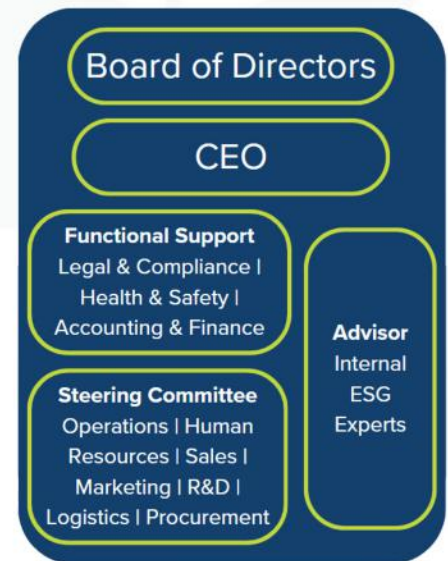 Board of Directors
CEO
Functional Support
Legal & Compliance |
Health & Safety |
Accounting & Finance
Steering Committee
Operations | Human
Resources | Sales |
Marketing | R&D |
Logistics | Procurement
Advisor
Internal
ESG
Experts